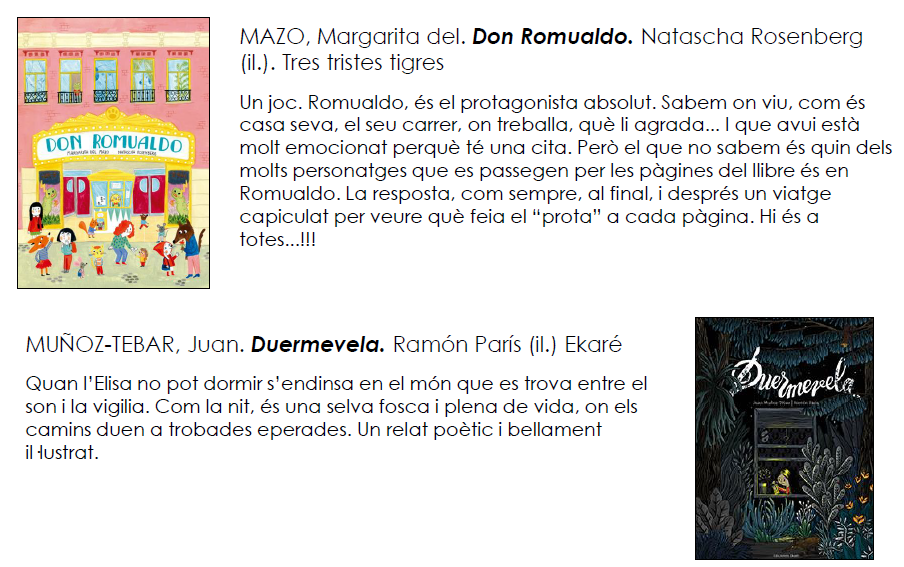 DON ROMUALDO
MARGARITA DEL MAZO NATASCHA ROSENBERG
MAZO, Margarita del. Don Romualdo. Natascha Rosenberg
(il.). Tres tristes tigres
Un joc. Romualdo, és el protagonista absolut. Sabem on viu, com és
casa seva, el seu carrer, on treballa, què li agrada... I que avui està
molt emocionat perquè té una cita. Però el que no sabem és quin dels
molts personatges que es passegen per les pàgines del llibre és en
Romualdo. La resposta, com sempre, al final, i després un viatge
capiculat per veure què feia el “prota” a cada pàgina. Hi és a
totes...!!!
MUÑOZ-TEBAR, Juan. Duermevela. Ramón París (il.) Ekaré
Quan l’Elisa no pot dormir s’endinsa en el món que es trova entre el
son i la vigilia. Com la nit, és una selva fosca i plena de vida, on els
camins duen a trobades eperades. Un relat poètic i bellament
il·lustrat.
Duermevela